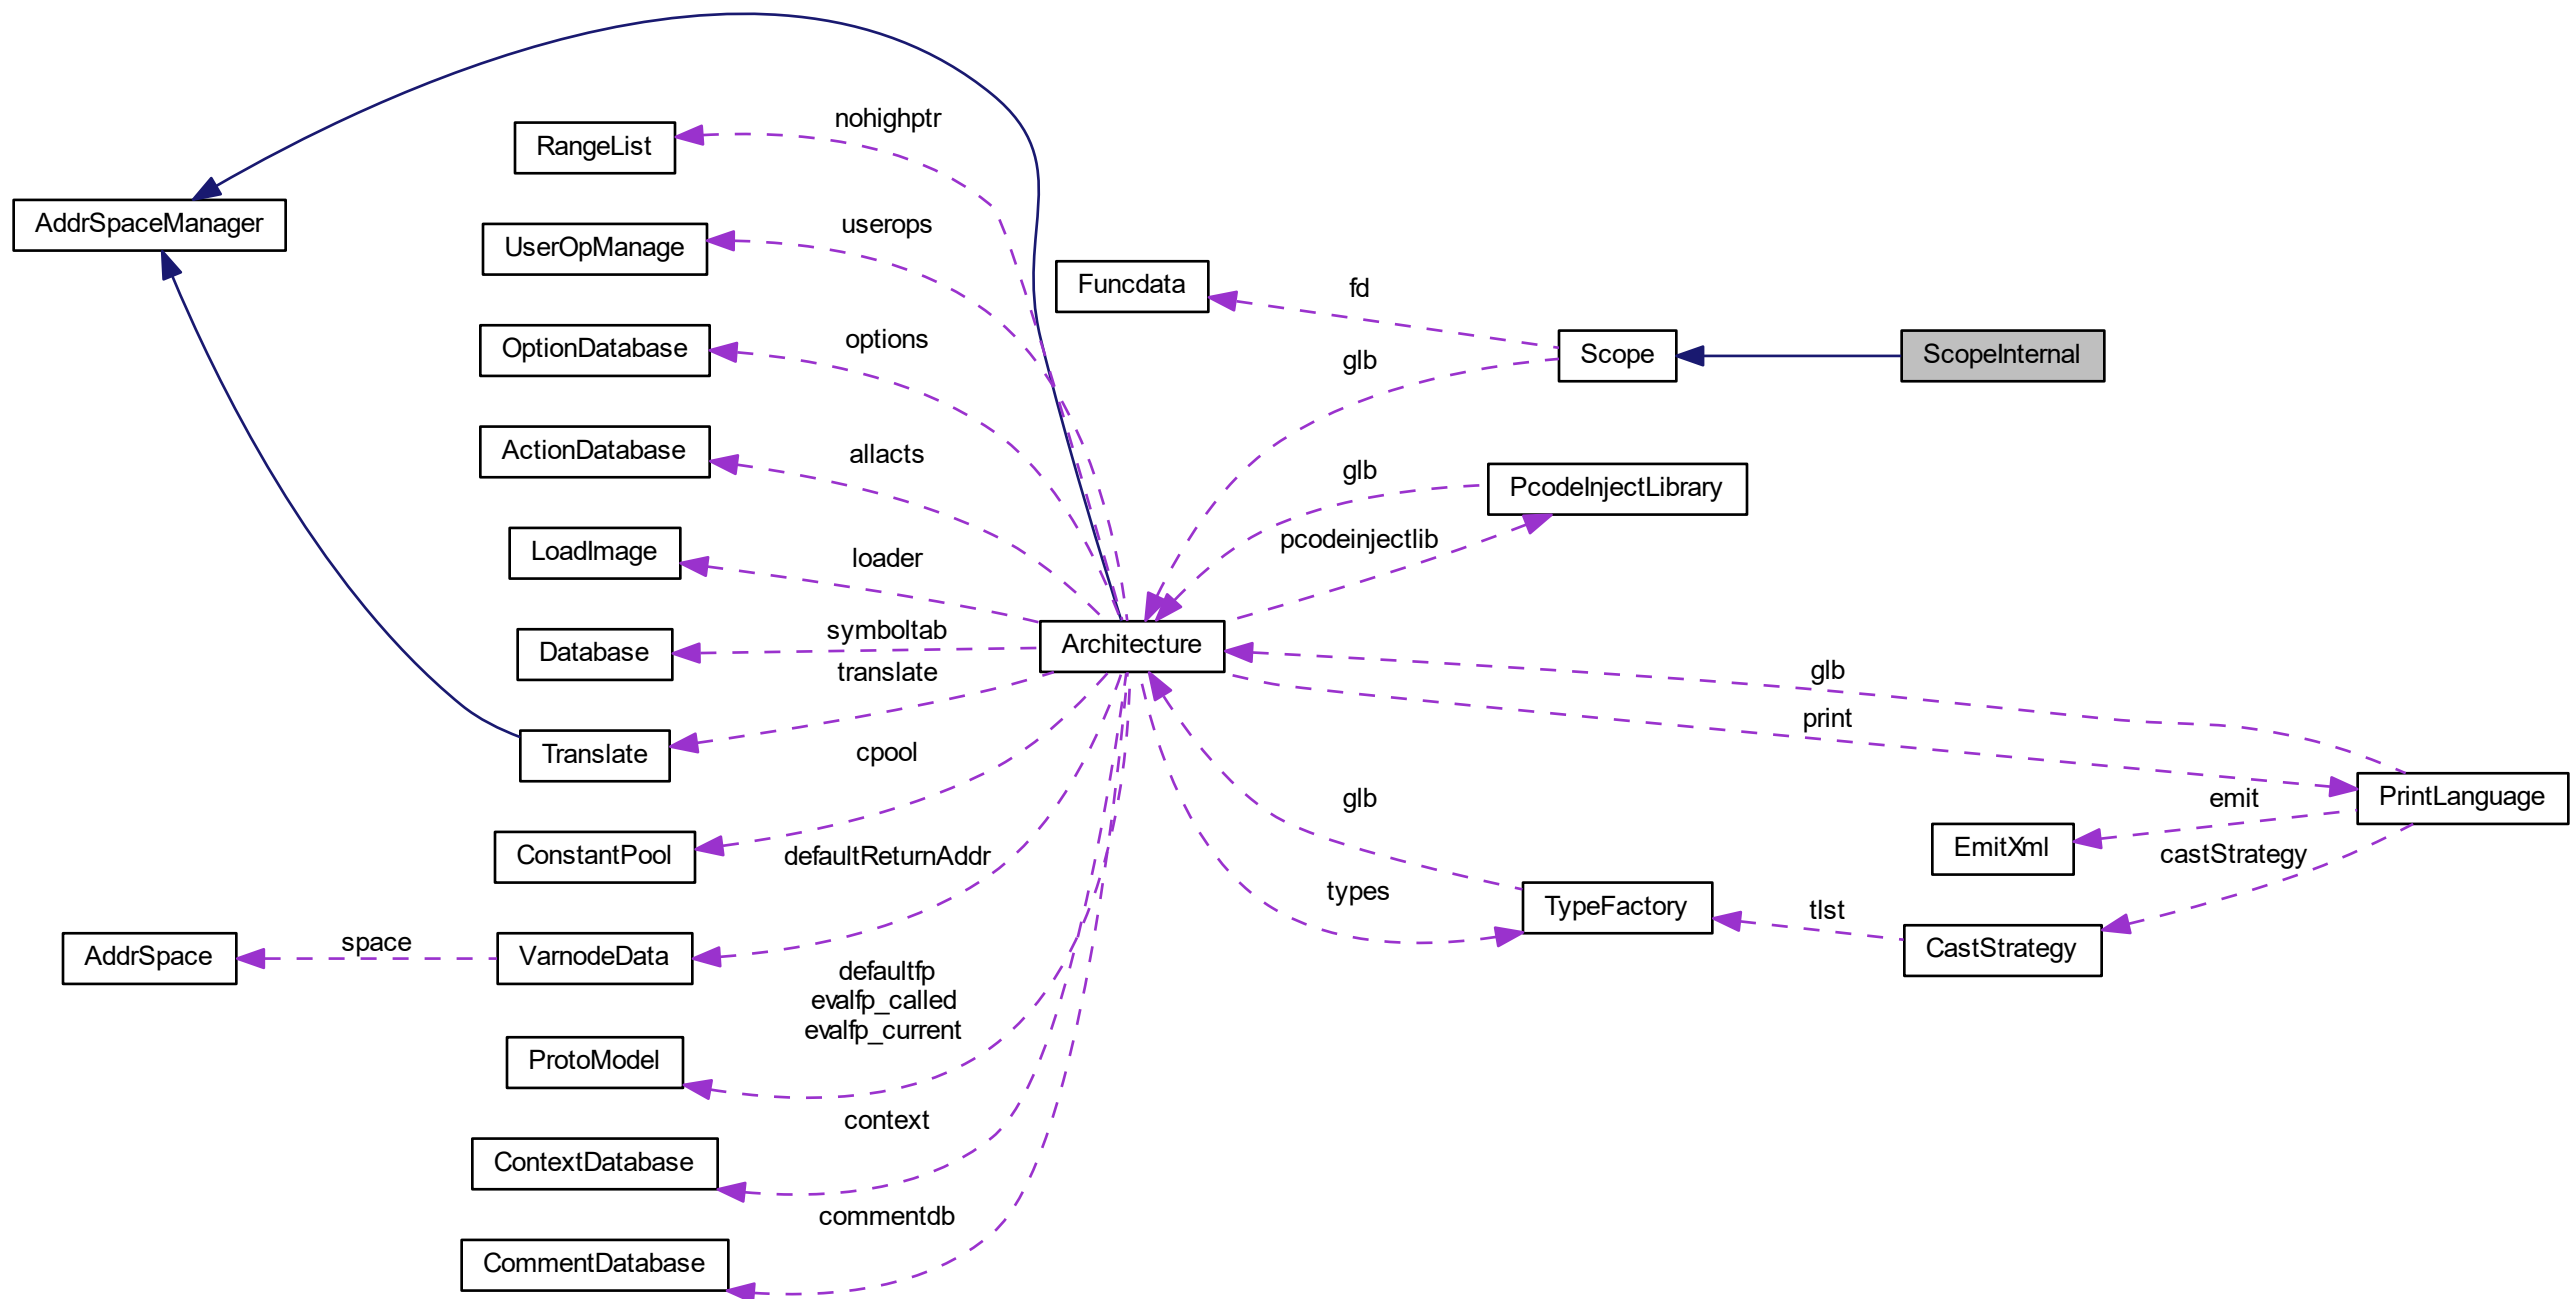 nohighptr
RangeList
AddrSpaceManager
userops
UserOpManage
Funcdata
fd
options
OptionDatabase
glb
Scope
ScopeInternal
allacts
ActionDatabase
glb
PcodeInjectLibrary
loader
LoadImage
pcodeinjectlib
symboltab
Database
Architecture
translate
glb
print
Translate
cpool
glb
emit
PrintLanguage
ConstantPool
defaultReturnAddr
EmitXml
castStrategy
types
TypeFactory
tlst
AddrSpace
space
VarnodeData
CastStrategy
defaultfp
evalfp_called
evalfp_current
ProtoModel
context
ContextDatabase
commentdb
CommentDatabase